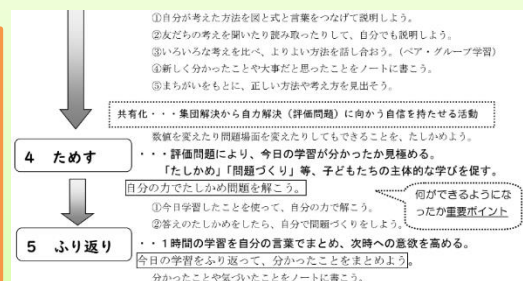 ①自分が考えた方法を図と式と言葉をつなげて説明しよう。
②友だちの考えを聞いたり読み取ったりして、自分でも説明しよう。
③いろいろな考えを比べ、よりよい方法を話し合おう。(ペア・グループ学習)
④新しく分かったことや大事だと思ったことをノートに書こう。
⑤まちがいをもとに、正しい方法や考え方を見出そう。
共有化・・・集団解決から自力解決（評価問題）に向かう自信を持たせる活動
数値を変えたり問題場面を変えたりしてもできることを、たしかめよう。
4 ためす
・・・評価問題により、今日の学習が分かったか見極める。
「たしかめ」「問題づくり」等、子どもたちの主体的な学びを促す。
自分の力でたしかめ問題を解こう。
①今日学習したことを使って、自分の力で解こう。
②答えのたしかめをしたら、自分で問題づくりをしよう。
何ができるようにな
ったか重要ポイント
5 ふり返り
・・1時間の学習を自分の言葉でまとめ、次時への意欲を高める。
今日の学習をふり返って、分かったことをまとめよう。
分かったことや気づいたことをノートに書こう。